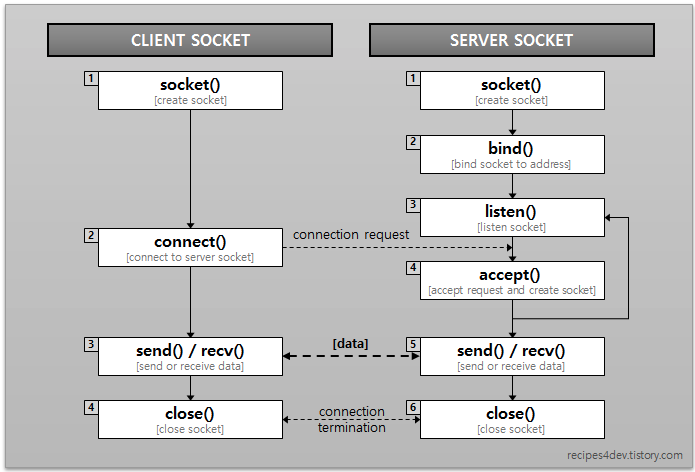 CLIENT SOCKET
1
socket()
[create socket]
2
connect()
[connect to server socket]
3
send() / recv()
[send or receive data]
4
close()
[close socket]
connection request
[data]
connection
termination
SERVER SOCKET
1
socket()
[create socket]
2
bind()
[bind socket to address]
3
listen()
[listen socket]
4
accept()
[accept request and create socket]
5
send() / recv()
[send or receive data]
6
close()
[close socket]
recipes4dev.tistory.com